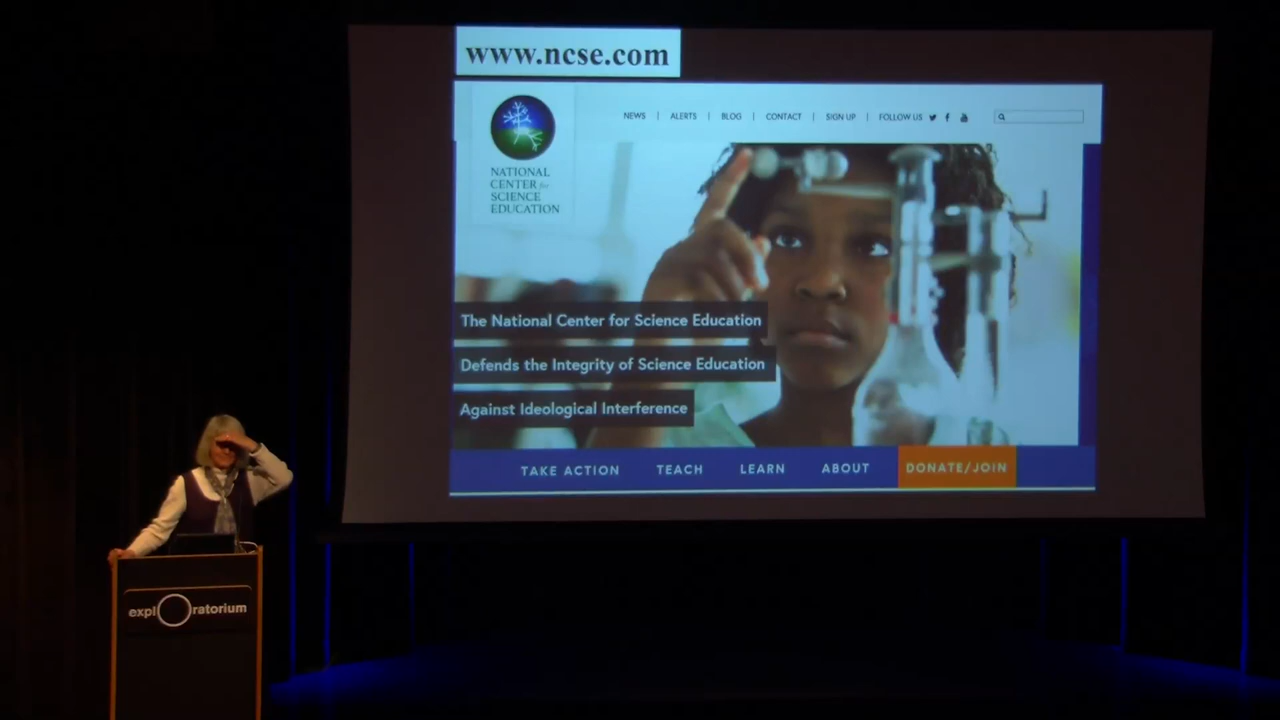 www.ncse.com
NEWS | ALERTS | BLOG | CONTACT | SIGN UP | FOLLOW US
NATIONAL
CENTER for
SCIENCE
EDUCATION
The National Center for Science Education
Defends the Integrity of Science Education
Against Ideological Interference
TAKE ACTION TEACH LEARN ABOUT DONATE/JOIN
exploratorium